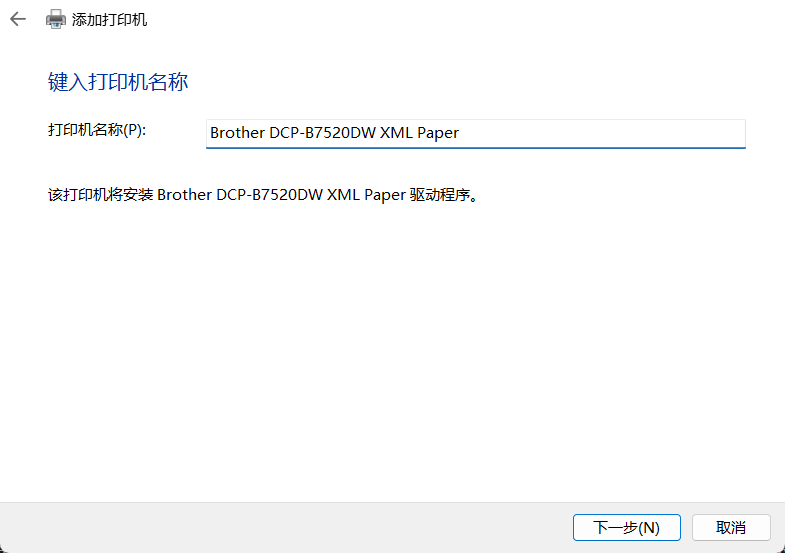 添加打印机
键入打印机名称
打印机名称(P):
Brother DCP-B7520DW XML Paper
该打印机将安装 Brother DCP-B7520DW XML Paper 驱动程序。
下一步(N)
取消